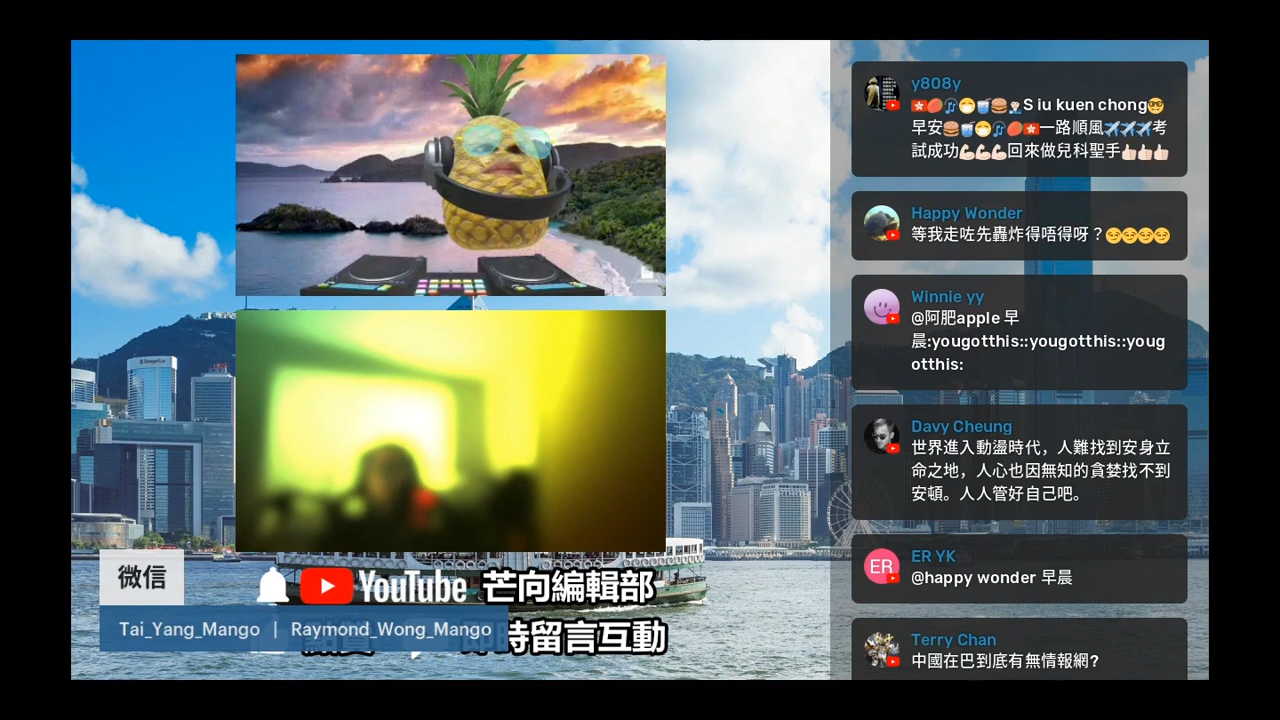 y808y
🇭🇰🥔🎧😷🥤🍔👨🏻‍⚕️S iu kuen chong🤓
早安🍔🥤😷🎧🥔🇭🇰一路順風✈️✈️✈️考
試成功💪🏻💪🏻💪🏻回來做兒科聖手👍🏻👍🏻👍🏻
Happy Wonder
等我走咗先轟炸得唔得呀？😏😏😏😏
Winnie yy
@阿肥apple 早
晨:yougotthis::yougotthis::youg
otthis:
Davy Cheung
世界進入動盪時代，人難找到安身立
命之地，人心也因無知的貪婪找不到
安頓。人人管好自己吧。
ER YK
ER
@happy wonder 早晨
Terry Chan
中國在巴到底有無情報網?
微信
YouTube 芒向編輯部
Tai_Yang_Mango | Raymond_Wong_Mango
時留言互動